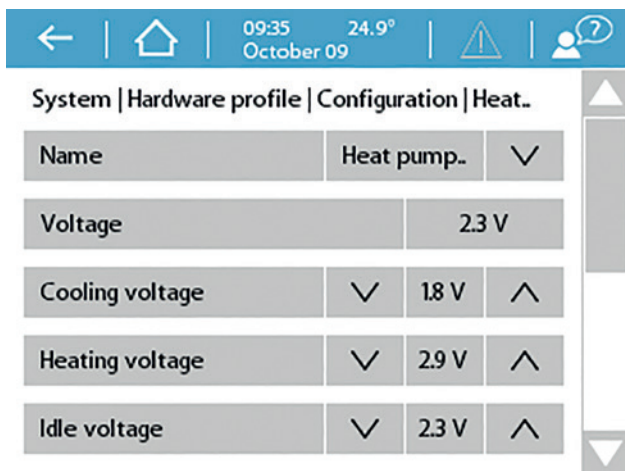 09:35 24.9°
October 09
?
System | Hardware profile | Configuration | Heat..
Name Heat pump..
Voltage 2.3 V
Cooling voltage 1.8 V
Heating voltage 2.9 V
Idle voltage 2.3 V